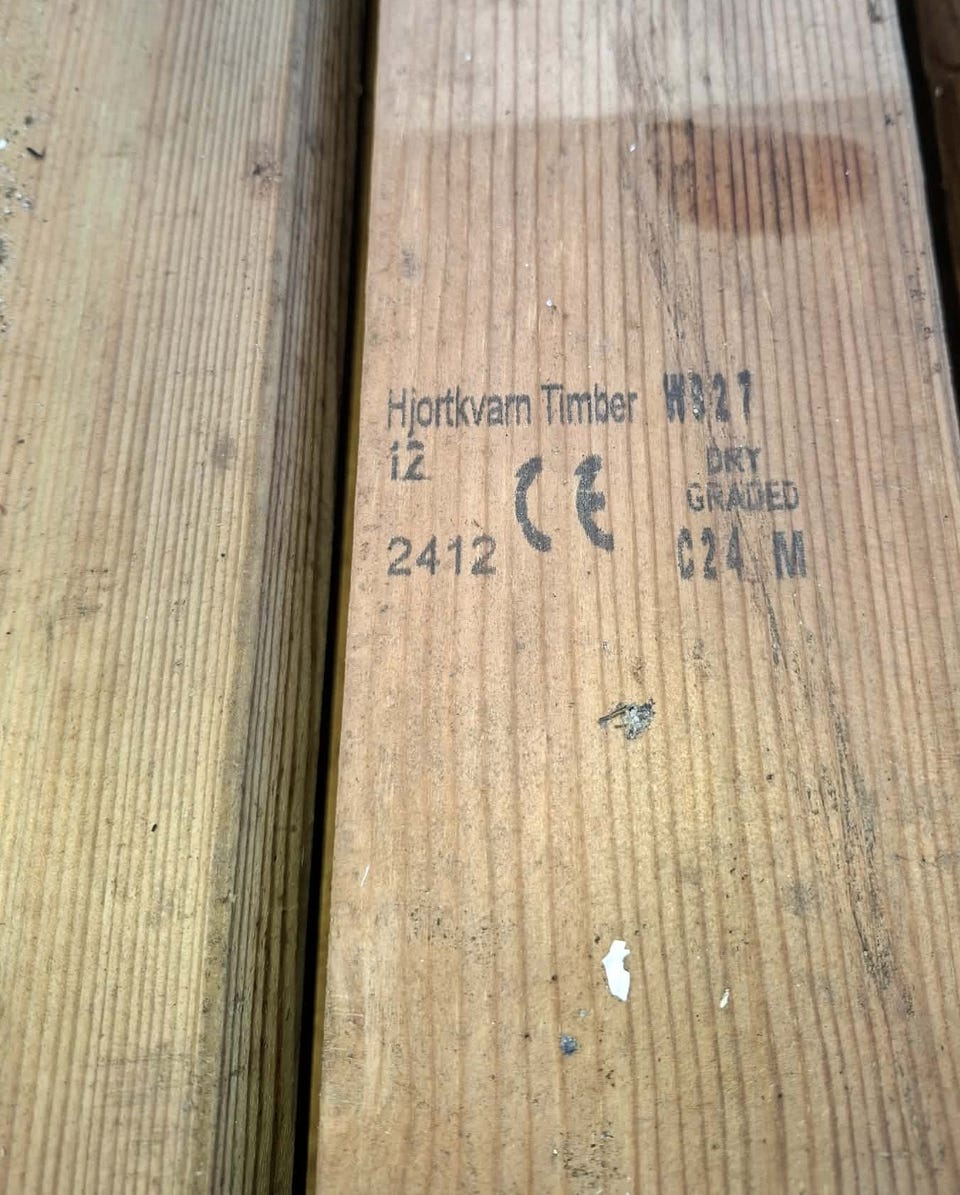 Hjortkvarn Timber W321
12
CE
DRY
GRADED
2412
C24 M